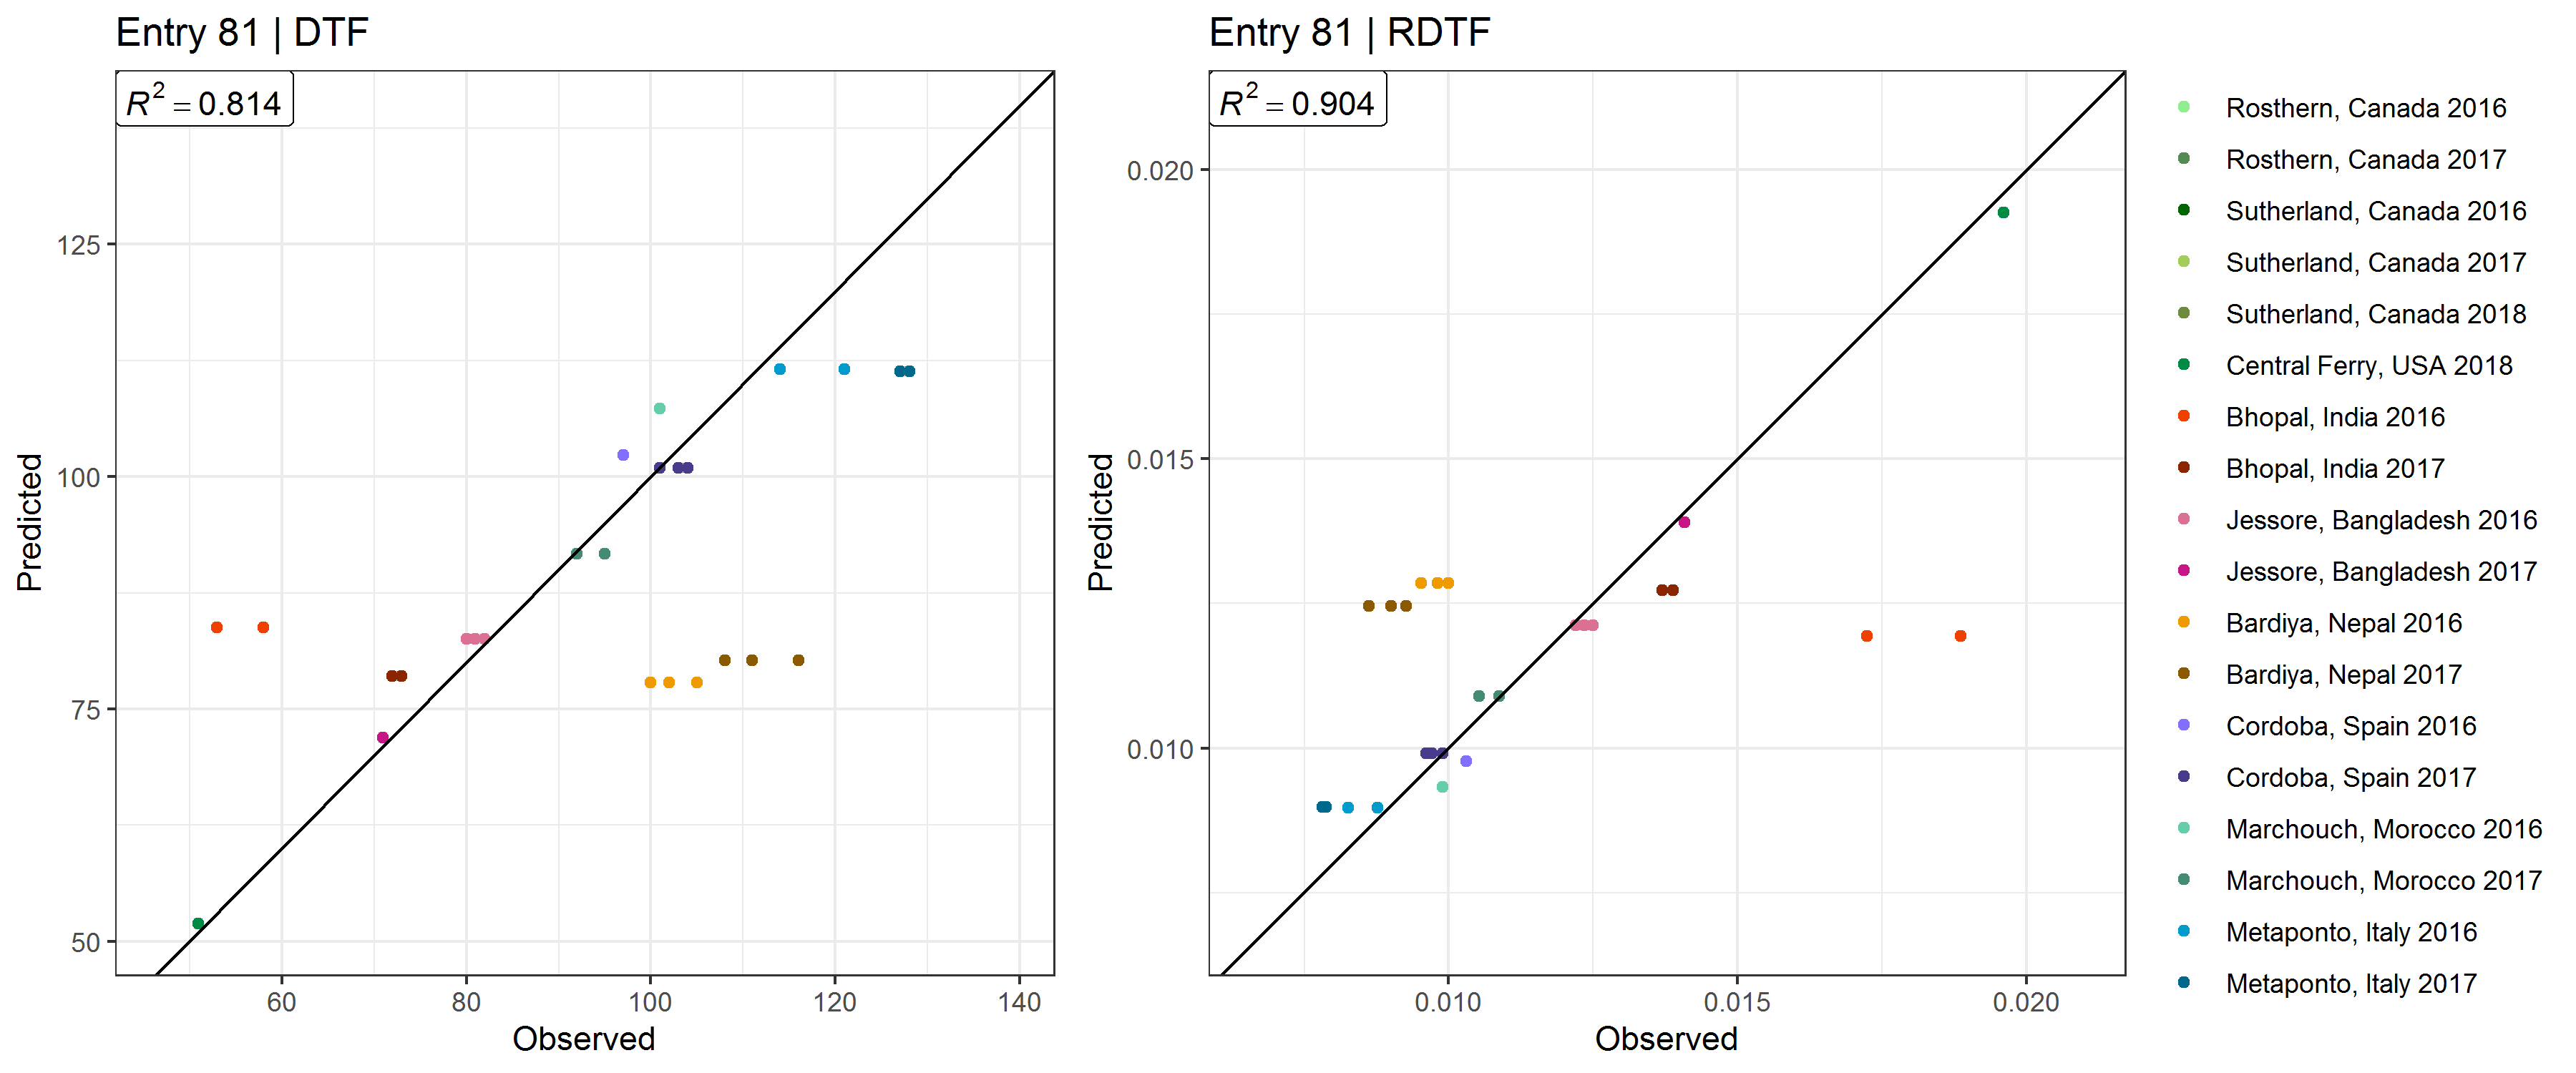 Entry 81 | DTF
R² = 0.814
125
100
75
50
60 80 100 120 140
Observed
Predicted
Entry 81 | RDTF
R² = 0.904
0.020
0.015
0.010
0.010 0.015 0.020
Observed
Predicted
Rosthern, Canada 2016
Rosthern, Canada 2017
Sutherland, Canada 2016
Sutherland, Canada 2017
Sutherland, Canada 2018
Central Ferry, USA 2018
Bhopal, India 2016
Bhopal, India 2017
Jessore, Bangladesh 2016
Jessore, Bangladesh 2017
Bardiya, Nepal 2016
Bardiya, Nepal 2017
Cordoba, Spain 2016
Cordoba, Spain 2017
Marchouch, Morocco 2016
Marchouch, Morocco 2017
Metaponto, Italy 2016
Metaponto, Italy 2017